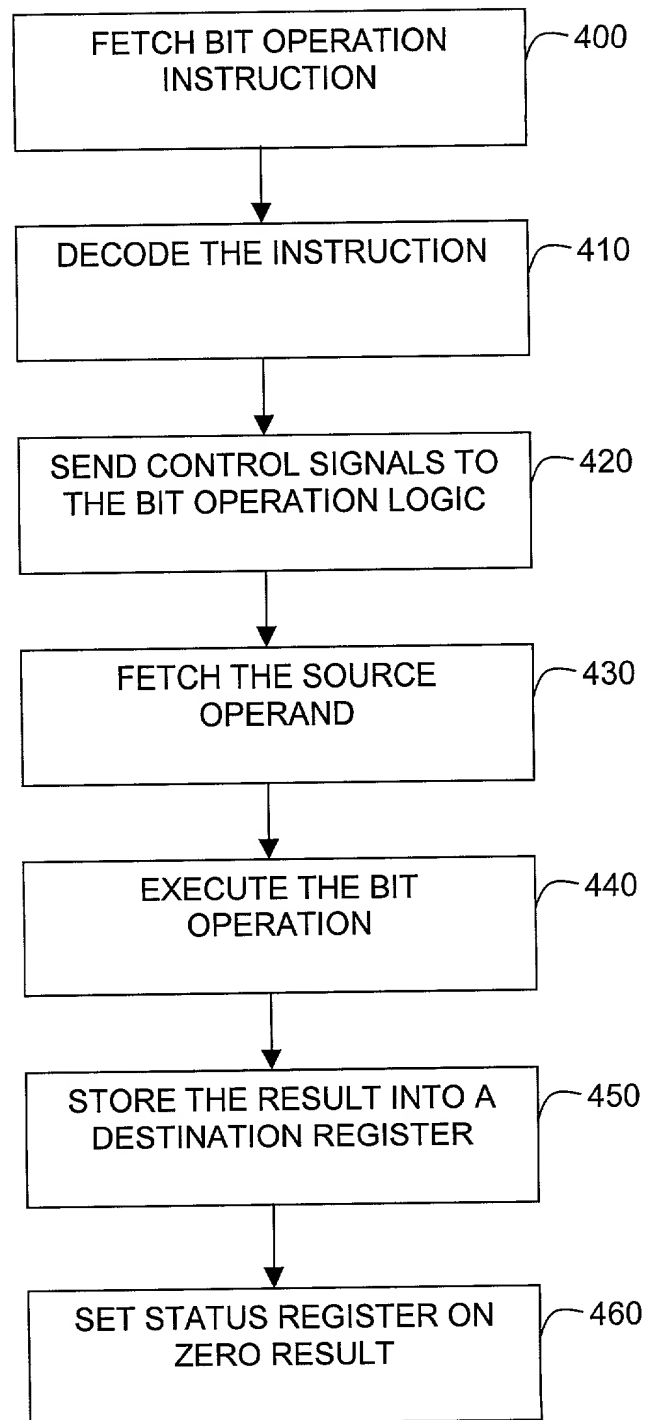 FETCH BIT OPERATION
INSTRUCTION
400
DECODE THE INSTRUCTION
410
SEND CONTROL SIGNALS TO
THE BIT OPERATION LOGIC
420
FETCH THE SOURCE
OPERAND
430
EXECUTE THE BIT
OPERATION
440
STORE THE RESULT INTO A
DESTINATION REGISTER
450
SET STATUS REGISTER ON
ZERO RESULT
460